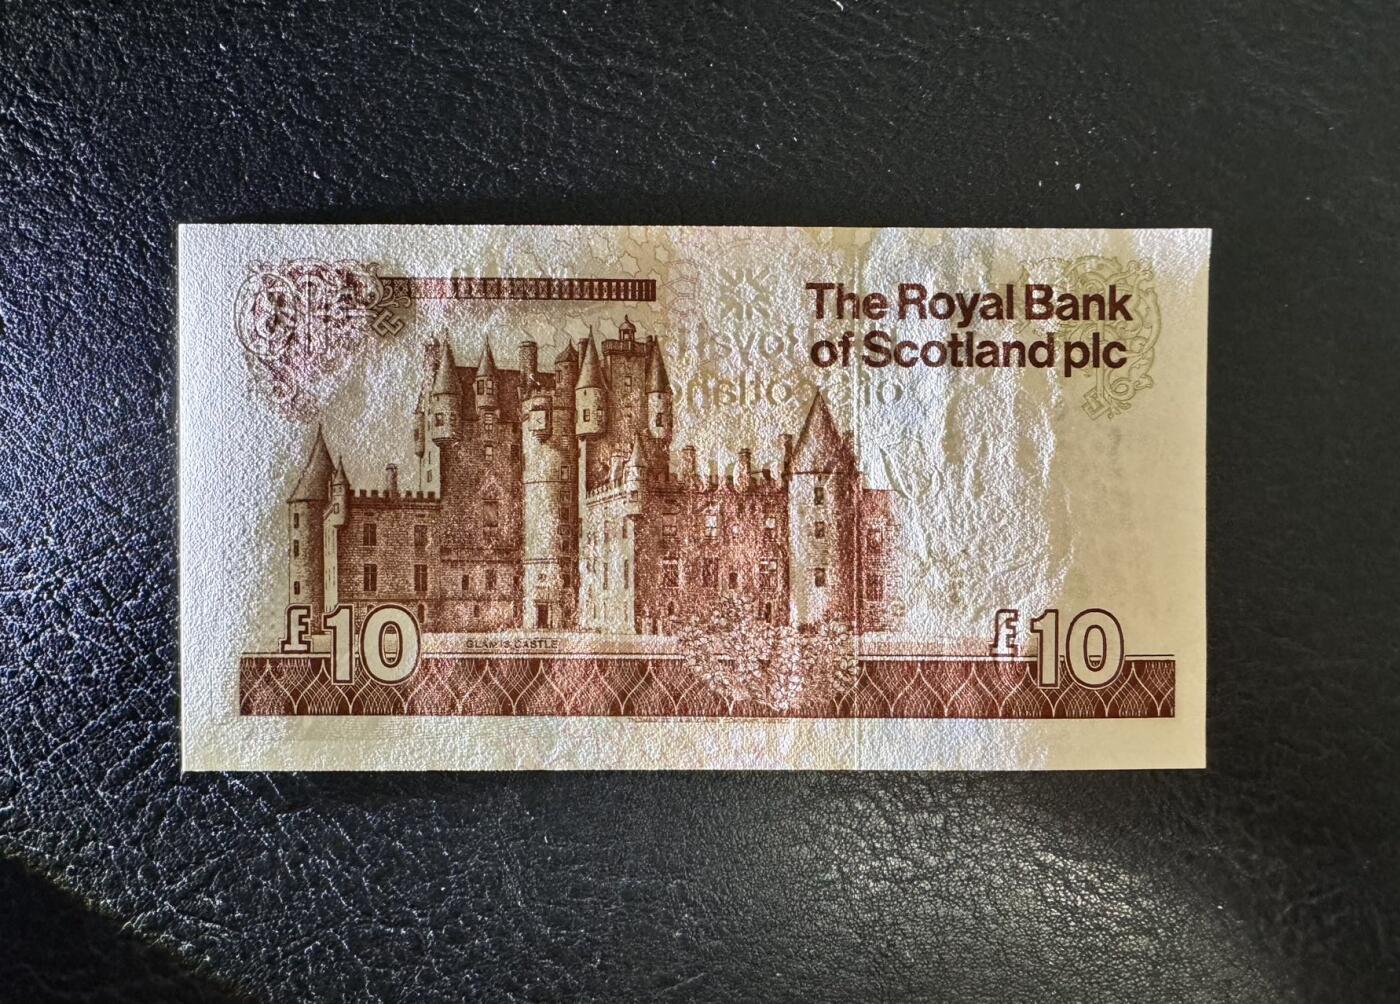 The Royal Bank
of Scotland plc
£10
GLAMIS CASTLE
£10